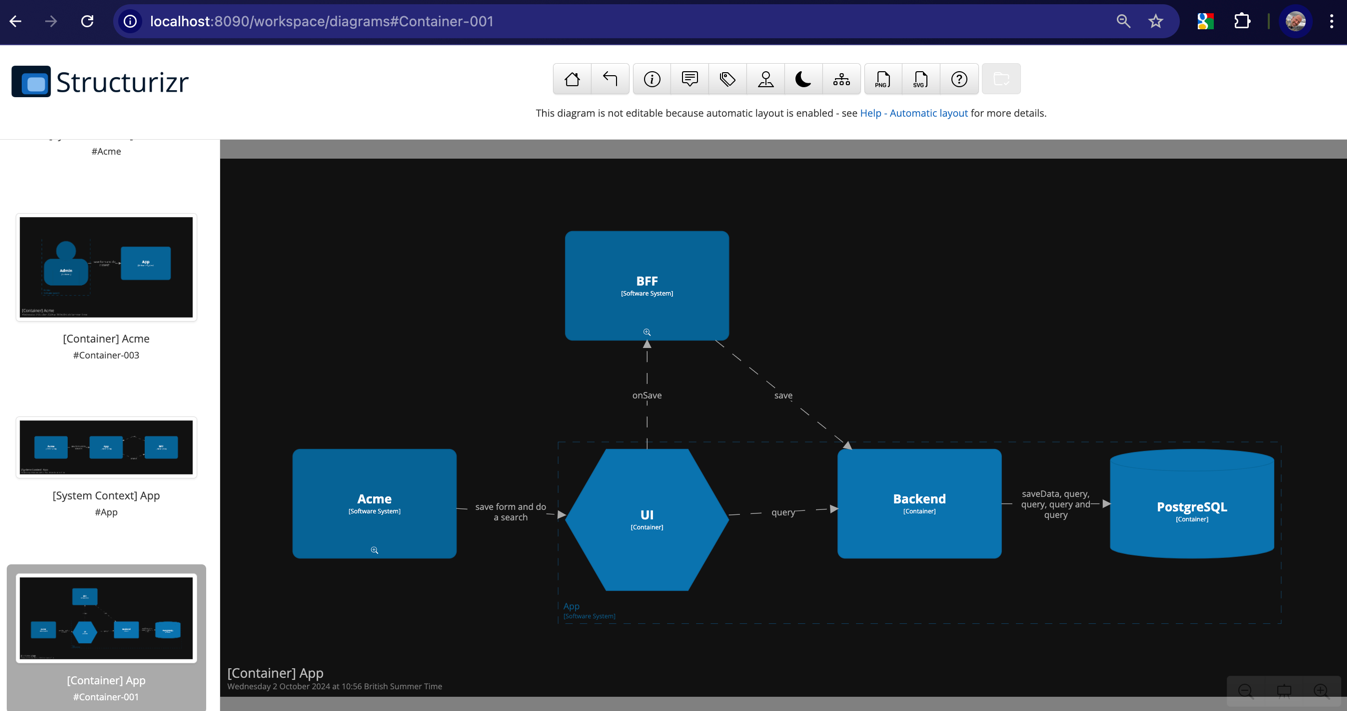 localhost:8090/workspace/diagrams#Container-001
Structurizr
PNG
SVG
This diagram is not editable because automatic layout is enabled - see Help - Automatic layout for more details.
#Acme
Admin
App
[Container] Acme
[Container] Acme
#Container-003
[System Context] App
#App
[Container] App
#Container-001
BFF
[Software System]
onSave
save
Acme
[Software System]
save form and do
a search
UI
[Container]
query
Backend
[Container]
saveData, query,
query, query and
query
PostgreSQL
[Container]
App
[Software System]
[Container] App
Wednesday 2 October 2024 at 10:56 British Summer Time